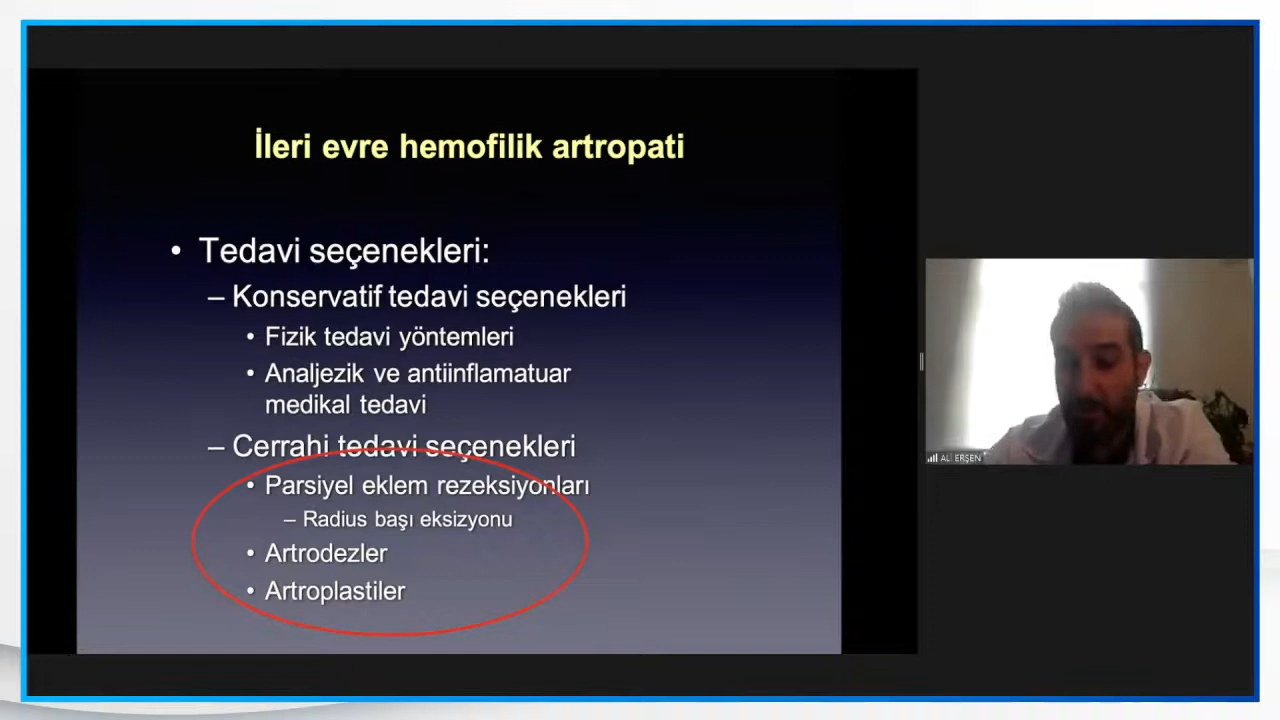 İleri evre hemofilik artropati
• Tedavi seçenekleri:
– Konservatif tedavi seçenekleri
• Fizik tedavi yöntemleri
• Analjezik ve antiinflamatuar
medikal tedavi
– Cerrahi tedavi seçenekleri
• Parsiyel eklem rezeksiyonları
– Radius başı eksizyonu
• Artrodezler
• Artroplastiler
ALİ ERŞEN